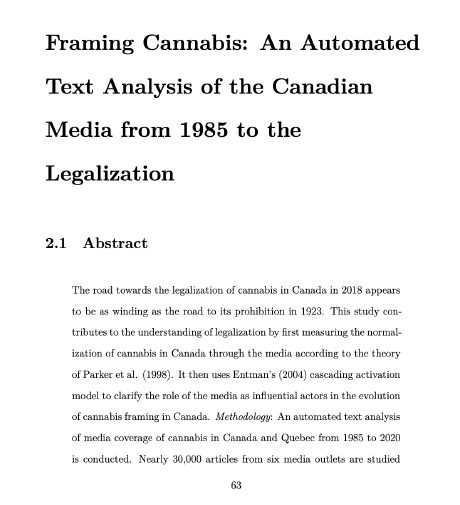 Framing Cannabis: An Automated
Text Analysis of the Canadian
Media from 1985 to the
Legalization
2.1 Abstract
The road towards the legalization of cannabis in Canada in 2018 appears
to be as winding as the road to its prohibition in 1923. This study con-
tributes to the understanding of legalization by first measuring the normal-
ization of cannabis in Canada through the media according to the theory
of Parker et al. (1998). It then uses Entman's (2004) cascading activation
model to clarify the role of the media as influential actors in the evolution
of cannabis framing in Canada. Methodology: An automated text analysis
of media coverage of cannabis in Canada and Quebec from 1985 to 2020
is conducted. Nearly 30,000 articles from six media outlets are studied
63